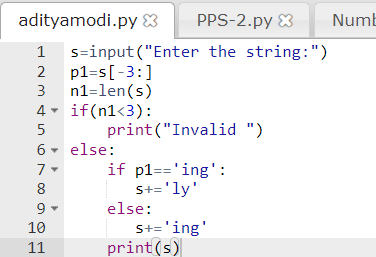 adityamodi.py
PPS-2.py
Numb
1 s=input("Enter the string:")
2 p1=s[-3:]
3 n1=len(s)
4 if(n1<3):
5     print("Invalid ")
6 else:
7     if p1=='ing':
8         s+='ly'
9     else:
10         s+='ing'
11     print(s)